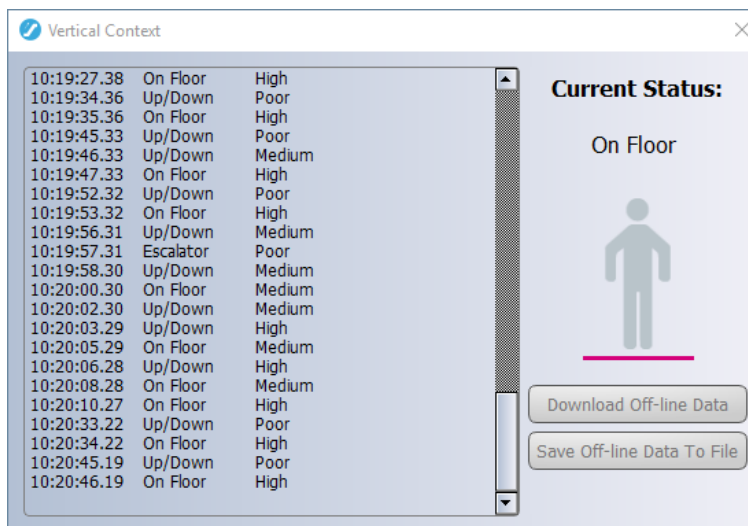 Vertical Context
10:19:27.38 On Floor High
10:19:34.36 Up/Down Poor
10:19:35.36 On Floor High
10:19:45.33 Up/Down Poor
10:19:46.33 Up/Down Medium
10:19:47.33 On Floor High
10:19:52.32 Up/Down Poor
10:19:53.32 On Floor High
10:19:56.31 Up/Down Medium
10:19:57.31 Escalator Poor
10:19:58.30 Up/Down Medium
10:20:00.30 On Floor Medium
10:20:02.30 Up/Down Medium
10:20:03.29 Up/Down High
10:20:05.29 On Floor Medium
10:20:06.28 Up/Down High
10:20:08.28 On Floor Medium
10:20:10.27 On Floor High
10:20:33.22 Up/Down Poor
10:20:34.22 On Floor High
10:20:45.19 Up/Down Poor
10:20:46.19 On Floor High
Current Status:
On Floor
Download Off-line Data
Save Off-line Data To File